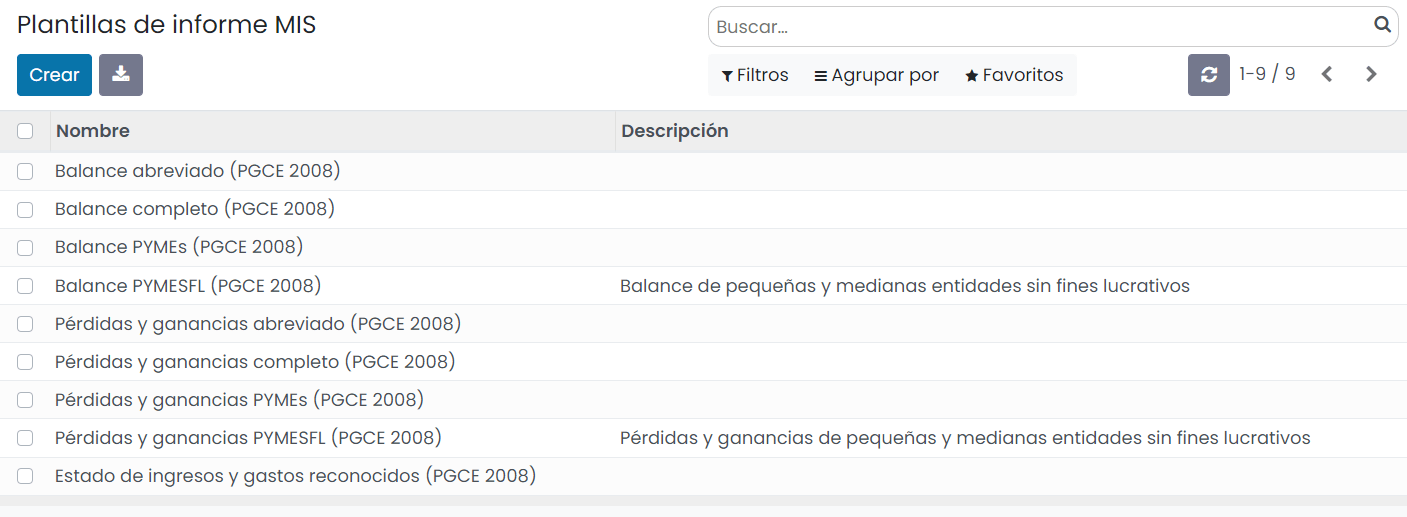 Plantillas de informe MIS
Buscar...
Crear
Filtros Agrupar por Favoritos 1-9 / 9
Nombre Descripción
Balance abreviado (PGCE 2008)
Balance completo (PGCE 2008)
Balance PYMEs (PGCE 2008)
Balance PYMESFL (PGCE 2008) Balance de pequeñas y medianas entidades sin fines lucrativos
Pérdidas y ganancias abreviado (PGCE 2008)
Pérdidas y ganancias completo (PGCE 2008)
Pérdidas y ganancias PYMEs (PGCE 2008)
Pérdidas y ganancias PYMESFL (PGCE 2008) Pérdidas y ganancias de pequeñas y medianas entidades sin fines lucrativos
Estado de ingresos y gastos reconocidos (PGCE 2008)